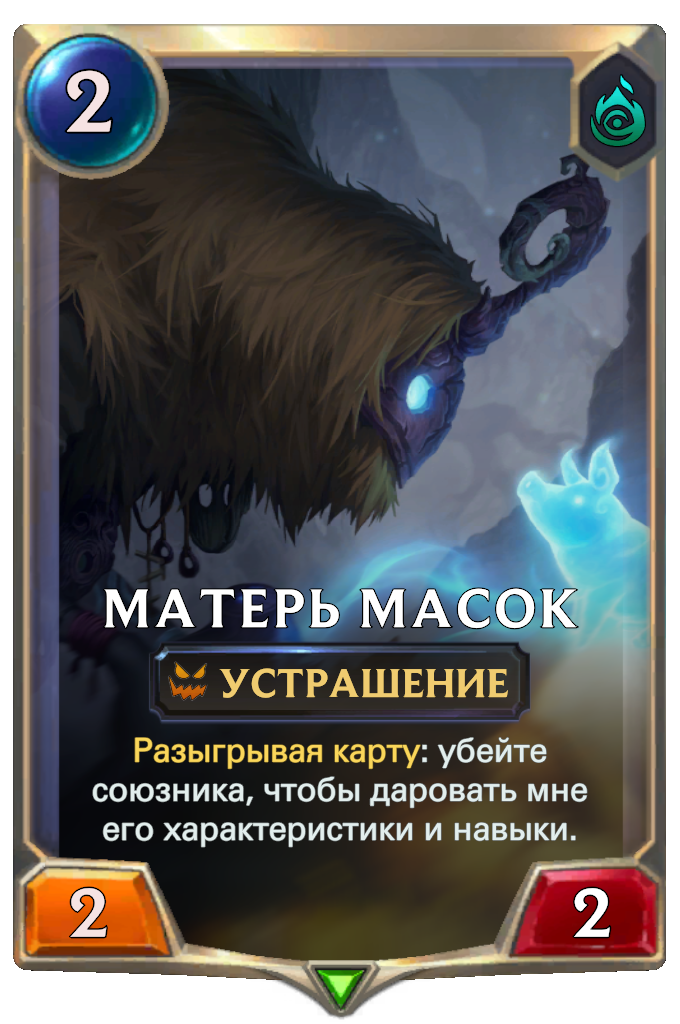 2
МАТЕРЬ МАСОК
УСТРАШЕНИЕ
Разыгрывая карту: убейте
союзника, чтобы даровать мне
его характеристики и навыки.
2
2